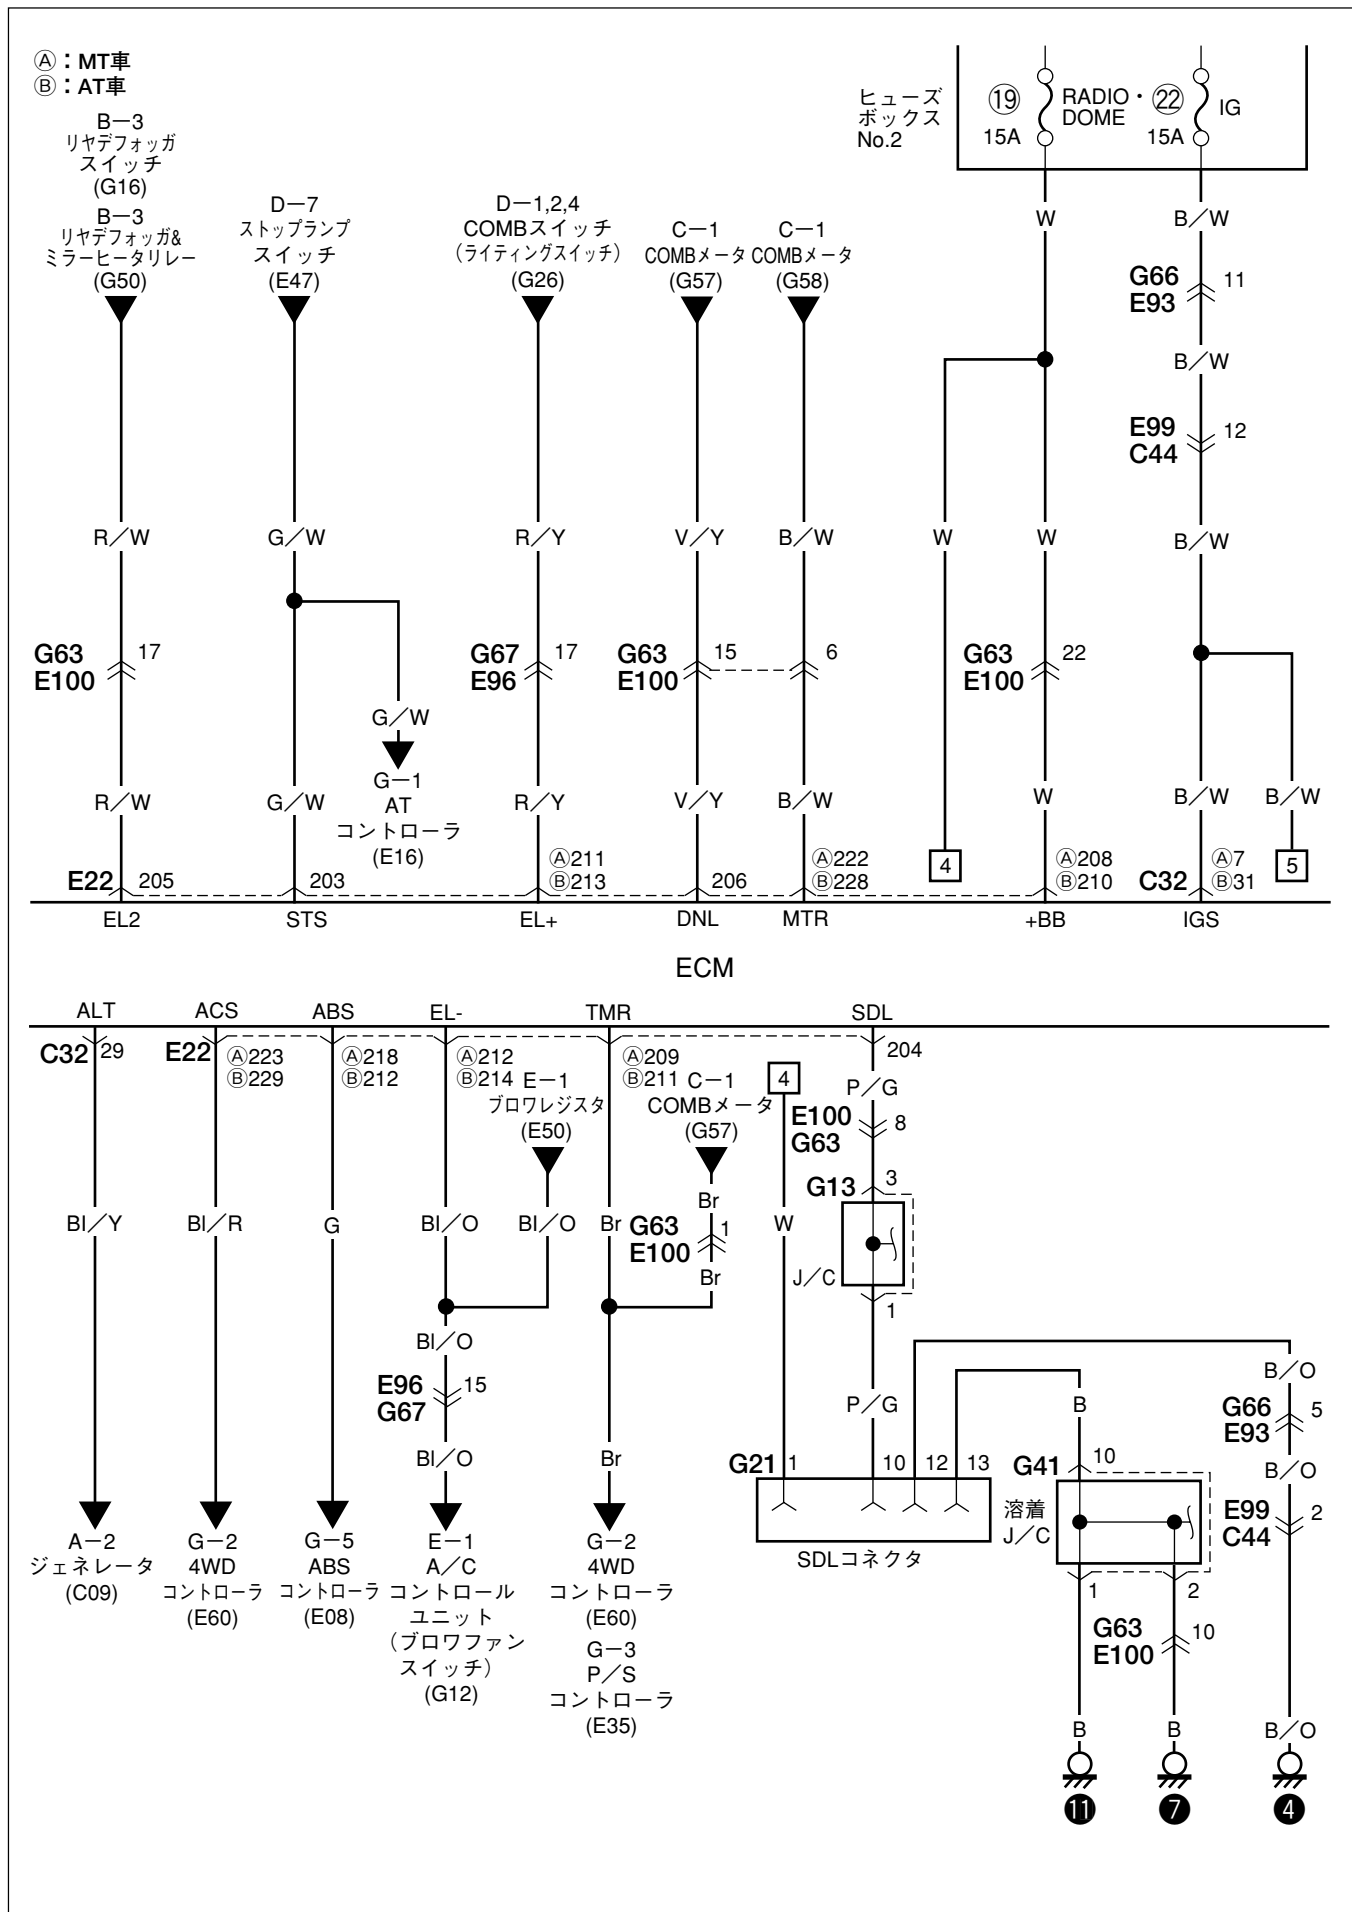 Ⓐ：MT車
Ⓑ：AT車
B－3
リヤデフォッガ
スイッチ
(G16)
B－3
リヤデフォッガ&
ミラーヒータリレー
(G50)
D－7
ストップランプ
スイッチ
(E47)
D－1,2,4
COMBスイッチ
（ライティングスイッチ）
(G26)
C－1
COMBメータ
(G57)
C－1
COMBメータ
(G58)
ヒューズ
ボックス
No.2
⑲
15A
RADIO・
DOME
㉒
15A
IG
W
B／W
G66
E93
11
B／W
E99
C44
12
R／W
G／W
R／Y
V／Y
B／W
W
W
B／W
G63
E100
17
G67
E96
17
G63
E100
15
6
G63
E100
22
G／W
G－1
AT
コントローラ
(E16)
R／W
G／W
R／Y
V／Y
B／W
W
B／W
B／W
4
5
E22
205
203
Ⓐ211
Ⓑ213
206
Ⓐ222
Ⓑ228
Ⓐ208
Ⓑ210
C32
Ⓐ7
Ⓑ31
EL2
STS
EL+
DNL
MTR
+BB
IGS
ECM
ALT
ACS
ABS
EL-
TMR
SDL
C32
29
E22
Ⓐ223
Ⓑ229
Ⓐ218
Ⓑ212
Ⓐ212
Ⓑ214
Ⓐ209
Ⓑ211
204
E－1
ブロワレジスタ
(E50)
C－1
COMBメータ
(G57)
4
P／G
E100
G63
8
G13
3
J／C
1
Bl／Y
Bl／R
G
Bl／O
Bl／O
Br
Br
G63
E100
1
Br
W
Bl／O
E96
G67
15
Bl／O
Br
P／G
B
B／O
G66
E93
5
B／O
E99
C44
2
G21
1
10
12
13
SDLコネクタ
G41
10
溶着
J／C
1
2
G63
E100
10
A－2
ジェネレータ
(C09)
G－2
4WD
コントローラ
(E60)
G－5
ABS
コントローラ
(E08)
E－1
A／C
コントロール
ユニット
（ブロワファン
スイッチ）
(G12)
G－2
4WD
コントローラ
(E60)
G－3
P／S
コントローラ
(E35)
B
B
B／O
⓫
❼
❹